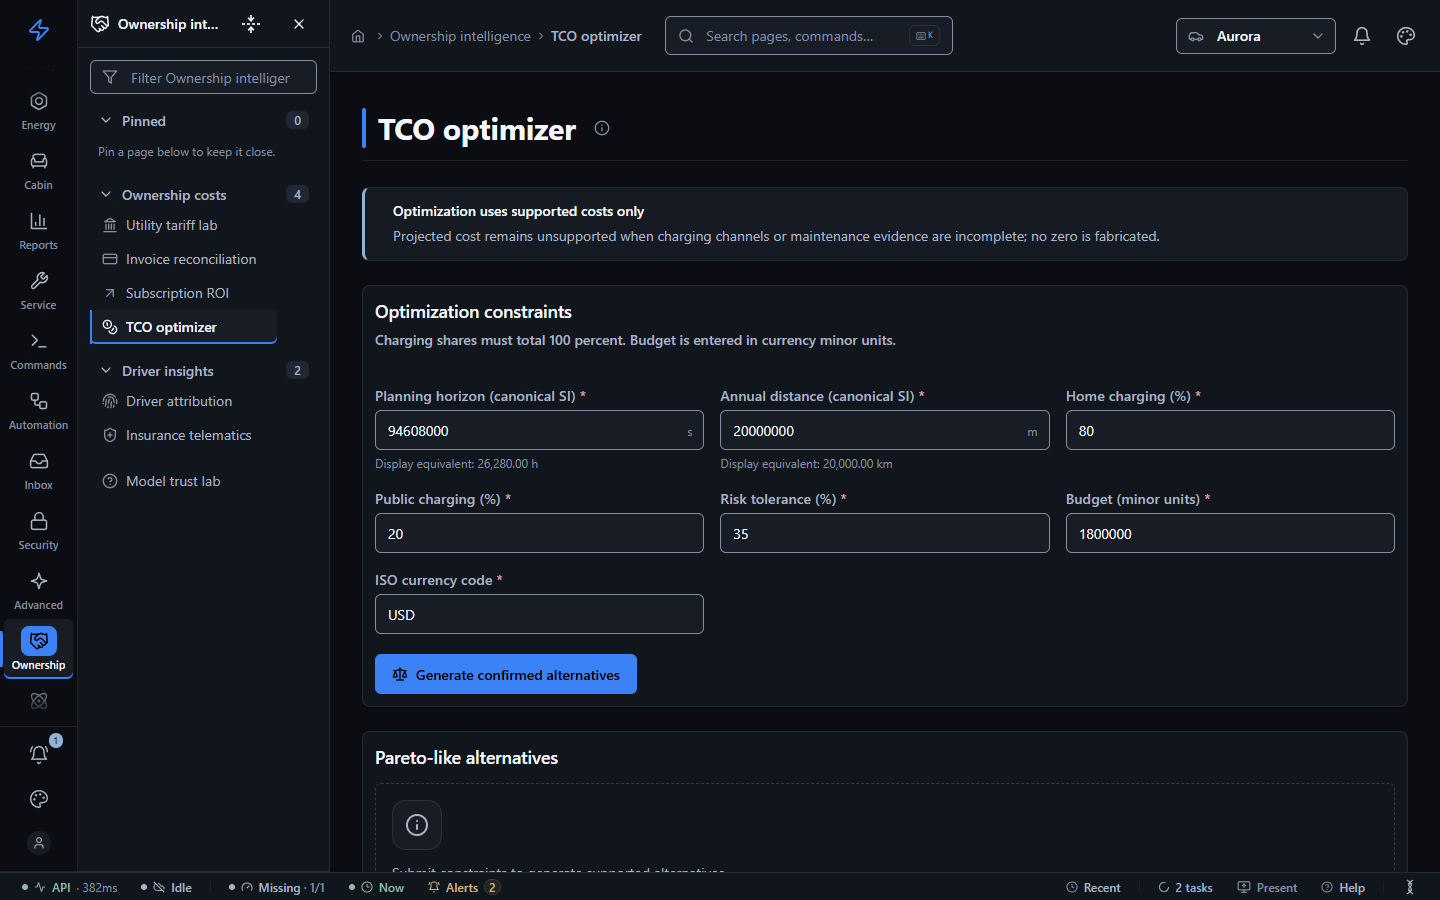 Energy
Cabin
Reports
Service
Commands
Automation
Inbox
Security
Advanced
Ownership
1
Ownership int...
Filter Ownership intelliger
Pinned 0
Pin a page below to keep it close.
Ownership costs 4
Utility tariff lab
Invoice reconciliation
Subscription ROI
TCO optimizer
Driver insights 2
Driver attribution
Insurance telematics
Model trust lab
Ownership intelligence > TCO optimizer
Search pages, commands... K
Aurora
TCO optimizer
Optimization uses supported costs only
Projected cost remains unsupported when charging channels or maintenance evidence are incomplete; no zero is fabricated.
Optimization constraints
Charging shares must total 100 percent. Budget is entered in currency minor units.
Planning horizon (canonical SI) * Annual distance (canonical SI) * Home charging (%) *
94608000 s 20000000 m 80
Display equivalent: 26,280.00 h Display equivalent: 20,000.00 km
Public charging (%) * Risk tolerance (%) * Budget (minor units) *
20 35 1800000
ISO currency code *
USD
Generate confirmed alternatives
Pareto-like alternatives
Submit constraints to generate supported alternatives.
API · 382ms Idle Missing · 1/1 Now Alerts 2 Recent 2 tasks Present Help